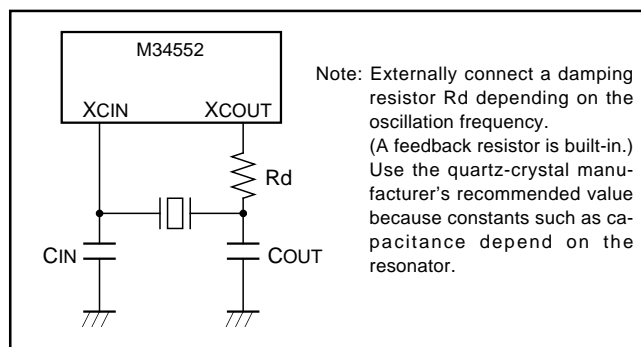 M34552
XCIN
XCOUT
Rd
CIN
COUT
Note: Externally connect a damping
resistor Rd depending on the
oscillation frequency.
(A feedback resistor is built-in.)
Use the quartz-crystal manu-
facturer's recommended value
because constants such as ca-
pacitance depend on the
resonator.